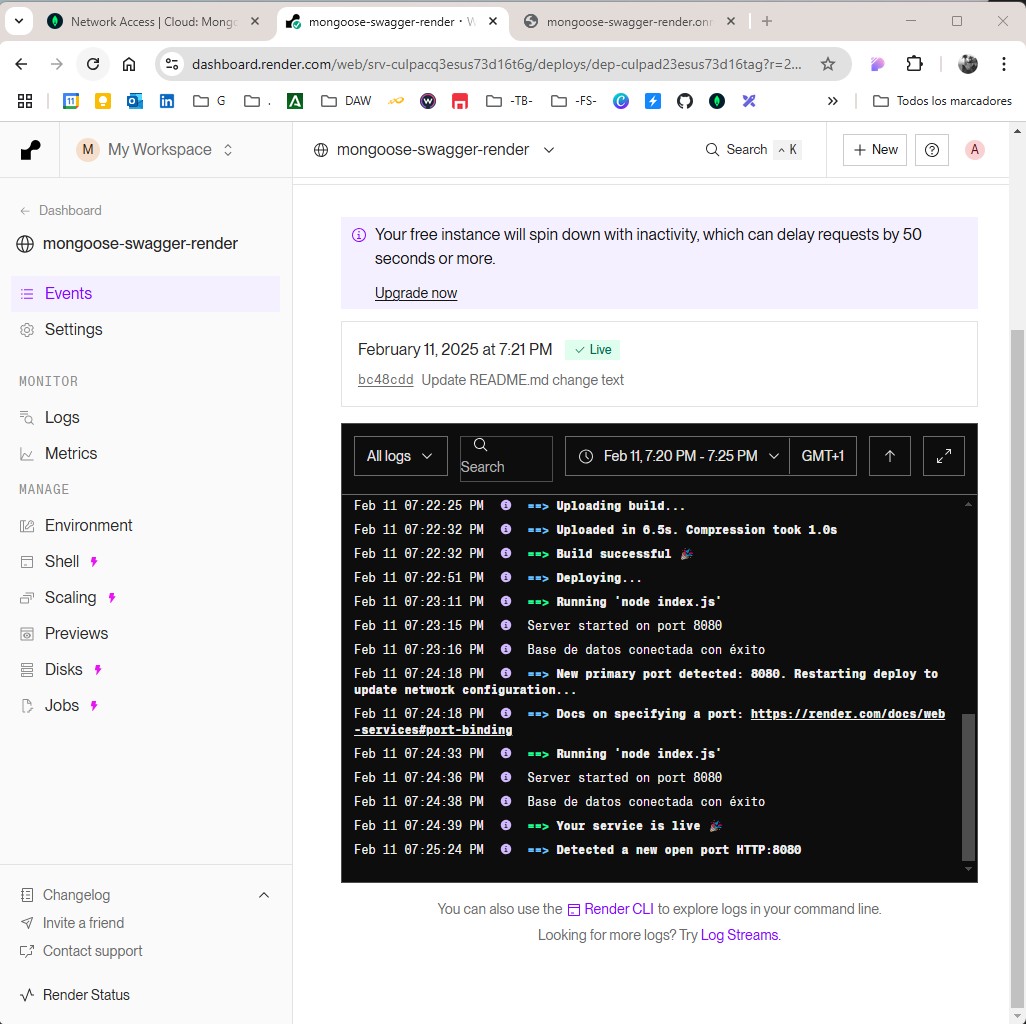 Network Access | Cloud: Mong
mongoose-swagger-render · W
mongoose-swagger-render.onr
dashboard.render.com/web/srv-culpacq3esus73d16t6g/deploys/dep-culpad23esus73d16tag?r=2...
G
.
DAW
-TB-
-FS-
Todos los marcadores
M My Workspace
mongoose-swagger-render
Search K
+ New
A
Dashboard
mongoose-swagger-render
Events
Settings
MONITOR
Logs
Metrics
MANAGE
Environment
Shell
Scaling
Previews
Disks
Jobs
Changelog
Invite a friend
Contact support
Render Status
Your free instance will spin down with inactivity, which can delay requests by 50
seconds or more.
Upgrade now
February 11, 2025 at 7:21 PM Live
bc48cdd Update README.md change text
All logs
Search
Feb 11, 7:20 PM - 7:25 PM GMT+1
Feb 11 07:22:25 PM ==> Uploading build...
Feb 11 07:22:32 PM ==> Uploaded in 6.5s. Compression took 1.0s
Feb 11 07:22:32 PM ==> Build successful 🎉
Feb 11 07:22:51 PM ==> Deploying...
Feb 11 07:23:11 PM ==> Running 'node index.js'
Feb 11 07:23:15 PM Server started on port 8080
Feb 11 07:23:16 PM Base de datos conectada con éxito
Feb 11 07:24:18 PM ==> New primary port detected: 8080. Restarting deploy to
update network configuration...
Feb 11 07:24:18 PM ==> Docs on specifying a port: https://render.com/docs/web
-services#port-binding
Feb 11 07:24:33 PM ==> Running 'node index.js'
Feb 11 07:24:36 PM Server started on port 8080
Feb 11 07:24:38 PM Base de datos conectada con éxito
Feb 11 07:24:39 PM ==> Your service is live 🎉
Feb 11 07:25:24 PM ==> Detected a new open port HTTP:8080
You can also use the Render CLI to explore logs in your command line.
Looking for more logs? Try Log Streams.